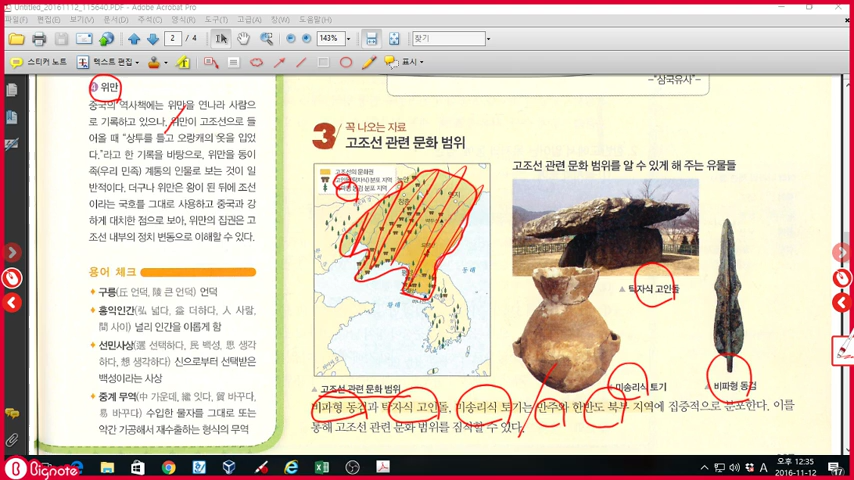 Untitled_20161112_115840.PDF - Adobe Acrobat Pro
파일(F) 편집(E) 보기(V) 문서(D) 주석(C) 양식(R) 도구(T) 고급(A) 창(W) 도움말(H)
2 / 4
143%
찾기
스티커 노트
텍스트 편집
표시
위만
중국의 역사책에는 위만을 연나라 사람으
로 기록하고 있으나, 위만이 고조선으로 들
어올 때 "상투를 틀고 오랑캐의 옷을 입었
다."라고 한 기록을 바탕으로, 위만을 동이
족(우리 민족) 계통의 인물로 보는 것이 일
반적이다. 더구나 위만은 왕이 된 뒤에 조선
이라는 국호를 그대로 사용하고 중국과 강
하게 대치한 점으로 보아, 위만의 집권은 고
조선 내부의 정치 변동으로 이해할 수 있다.
용어 체크
구릉(丘 언덕, 陵 큰 언덕) 언덕
홍익인간(弘 넓다, 益 더하다, 人 사람,
間 사이) 널리 인간을 이롭게 함
선민사상(選 선택하다, 民 백성, 思 생각
하다, 想 생각하다) 신으로부터 선택받은
백성이라는 사상
중계 무역(中 가운데, 繼 잇다, 貿 바꾸다,
易 바꾸다) 수입한 물자를 그대로 또는
약간 가공해서 재수출하는 형식의 무역
-"삼국유사"-
3 꼭 나오는 자료
고조선 관련 문화 범위
고조선의 문화권
분포 지역
분포 지역
동해
황해
고조선 관련 문화 범위
고조선 관련 문화 범위를 알 수 있게 해 주는 유물들
탁자식 고인돌
미송리식 토기
비파형 동검
비파형 동검과 탁자식 고인돌, 미송리식 토기는 만주와 한반도 북부 지역에 집중적으로 분포한다. 이를
통해 고조선 관련 문화 범위를 짐작할 수 있다.
Bignote
A 오후 12:35
2016-11-12
17